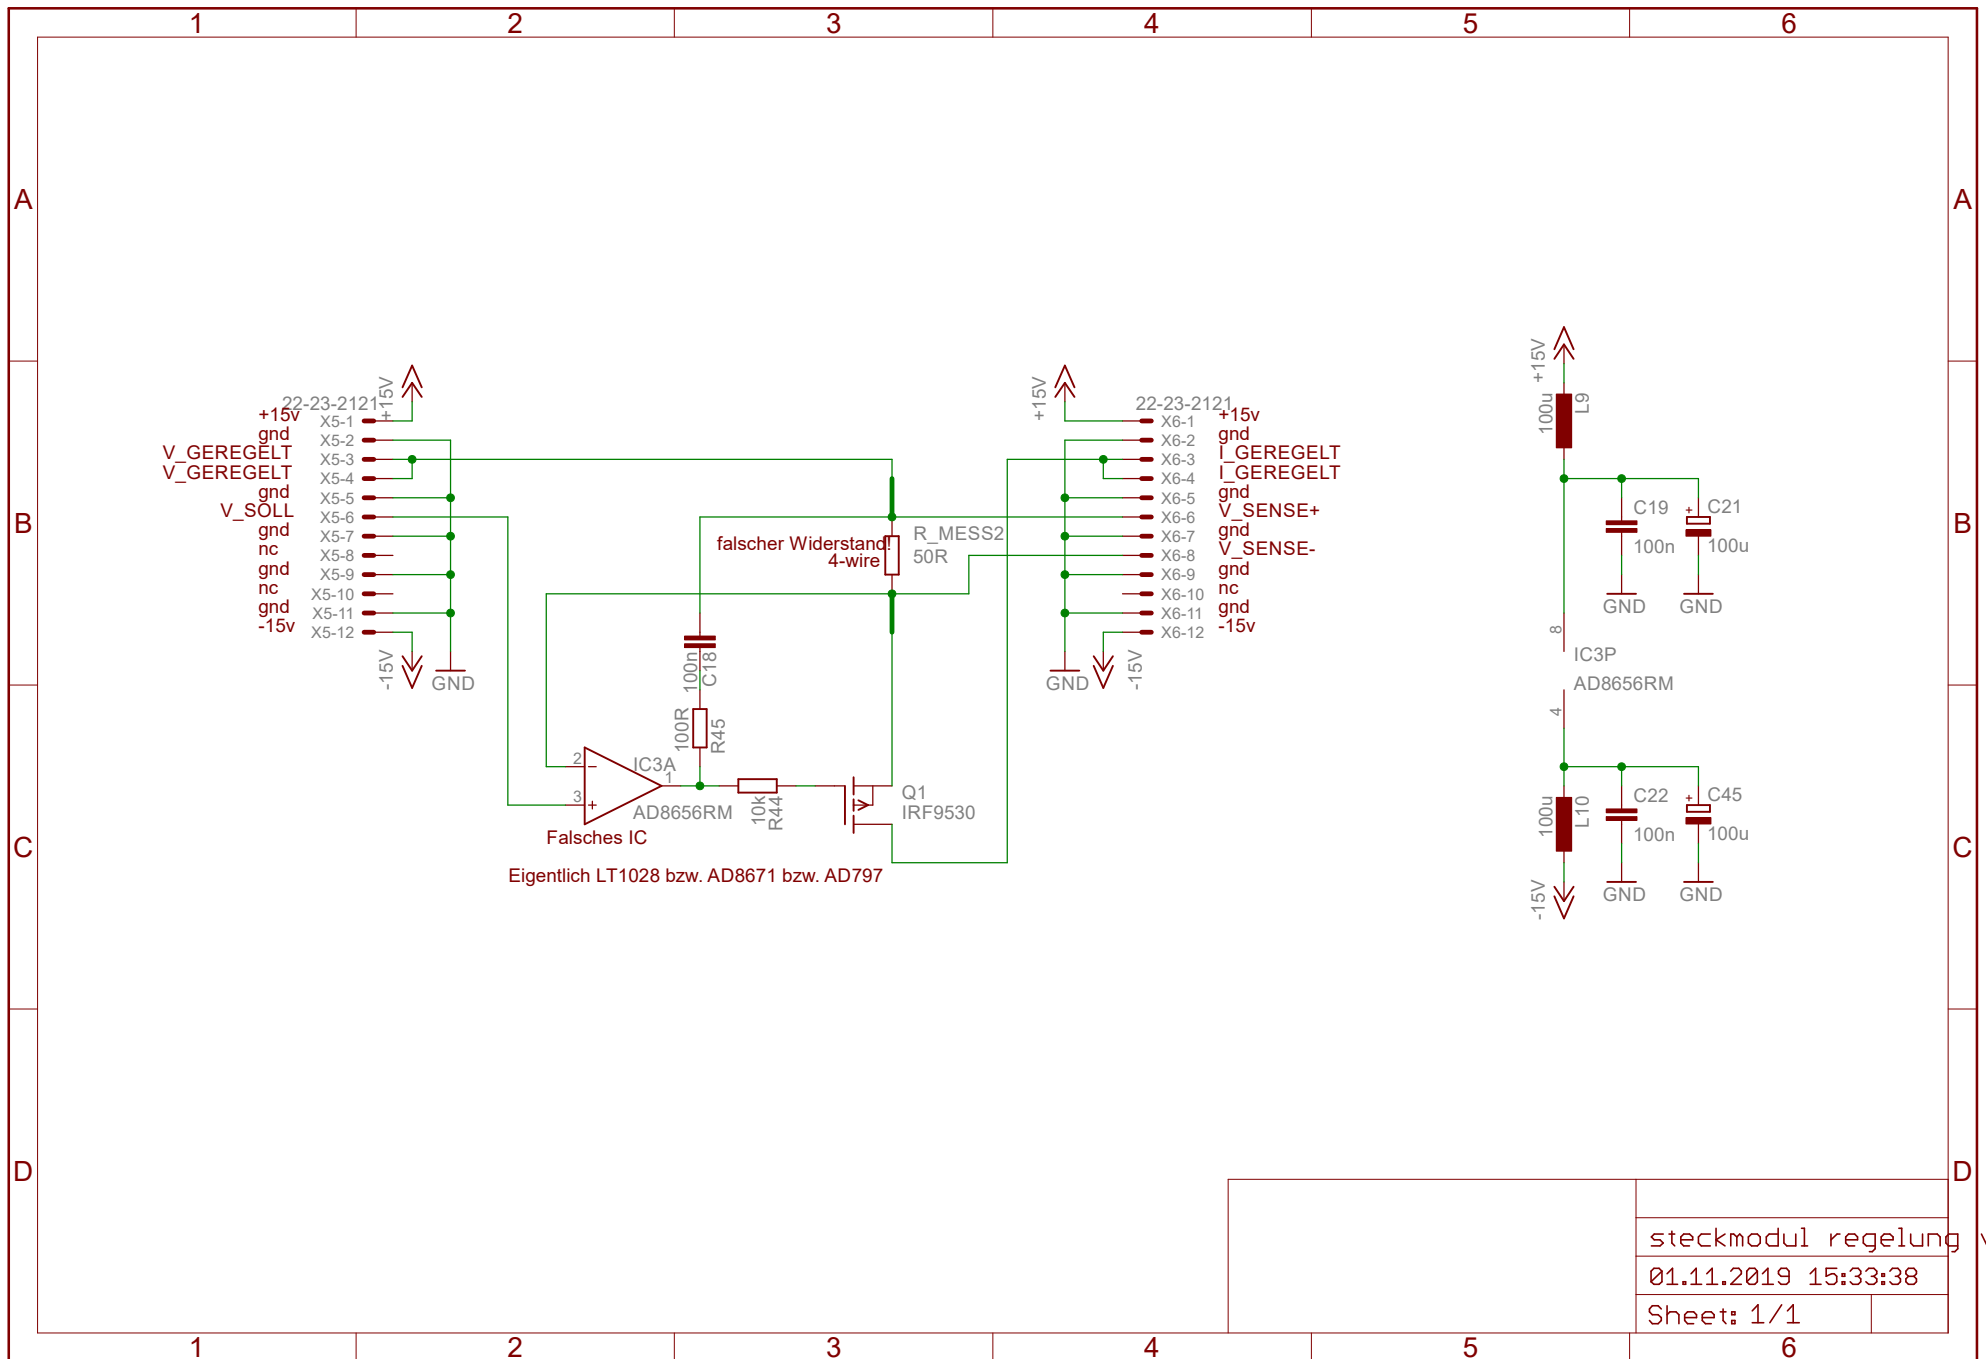 1 2 3 4 5 6
A A
B B
C C
D D
1 2 3 4 5 6
22-23-2121
+15V
+15v X5-1
gnd X5-2
V_GEREGELT X5-3
V_GEREGELT X5-4
gnd X5-5
V_SOLL X5-6
gnd X5-7
nc X5-8
gnd X5-9
nc X5-10
gnd X5-11
-15v X5-12
-15V
GND
falscher Widerstand!
4-wire
R_MESS2
50R
100n
C18
100R
R45
2
3
1
IC3A
AD8656RM
Falsches IC
10k
R44
Q1
IRF9530
Eigentlich LT1028 bzw. AD8671 bzw. AD797
+15V
22-23-2121
X6-1 +15v
X6-2 gnd
X6-3 I_GEREGELT
X6-4 I_GEREGELT
X6-5 gnd
X6-6 V_SENSE+
X6-7 gnd
X6-8 V_SENSE-
X6-9 gnd
X6-10 nc
X6-11 gnd
X6-12 -15v
GND
-15V
+15V
100u
L9
C19
100n
C21
100u
GND
GND
8
IC3P
AD8656RM
4
100u
L10
C22
100n
C45
100u
-15V
GND
GND
steckmodul regelung
01.11.2019 15:33:38
Sheet: 1/1